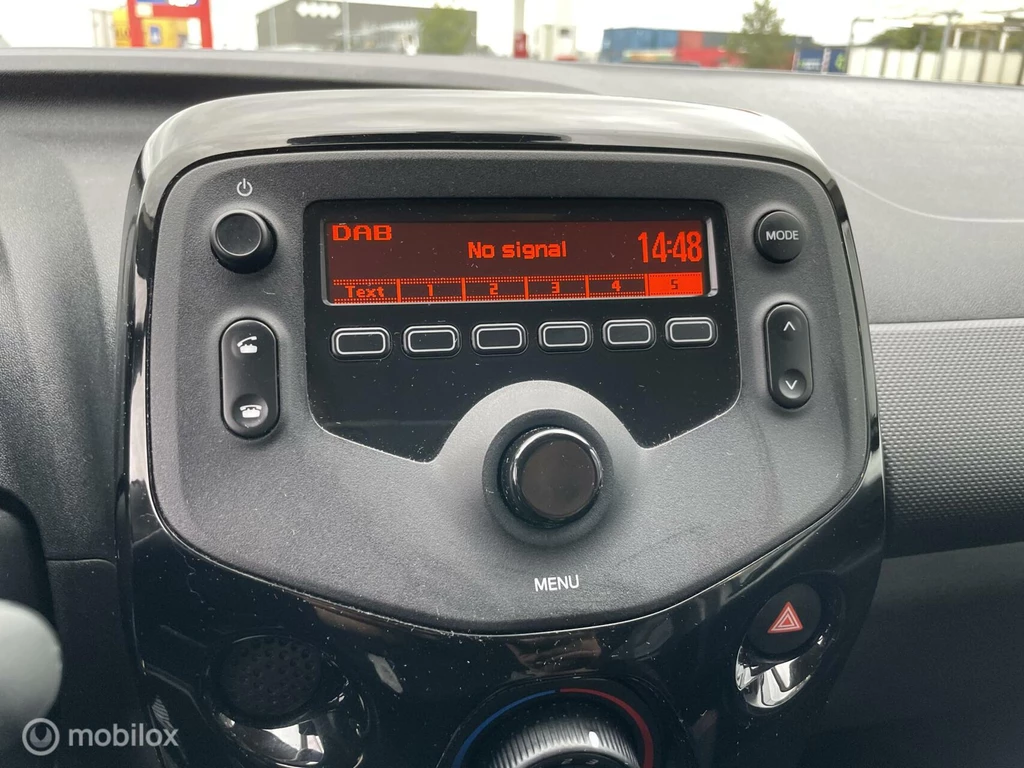 DAB
No signal
14:48
Text 1 2 3 4 5
MODE
MENU
mobilox